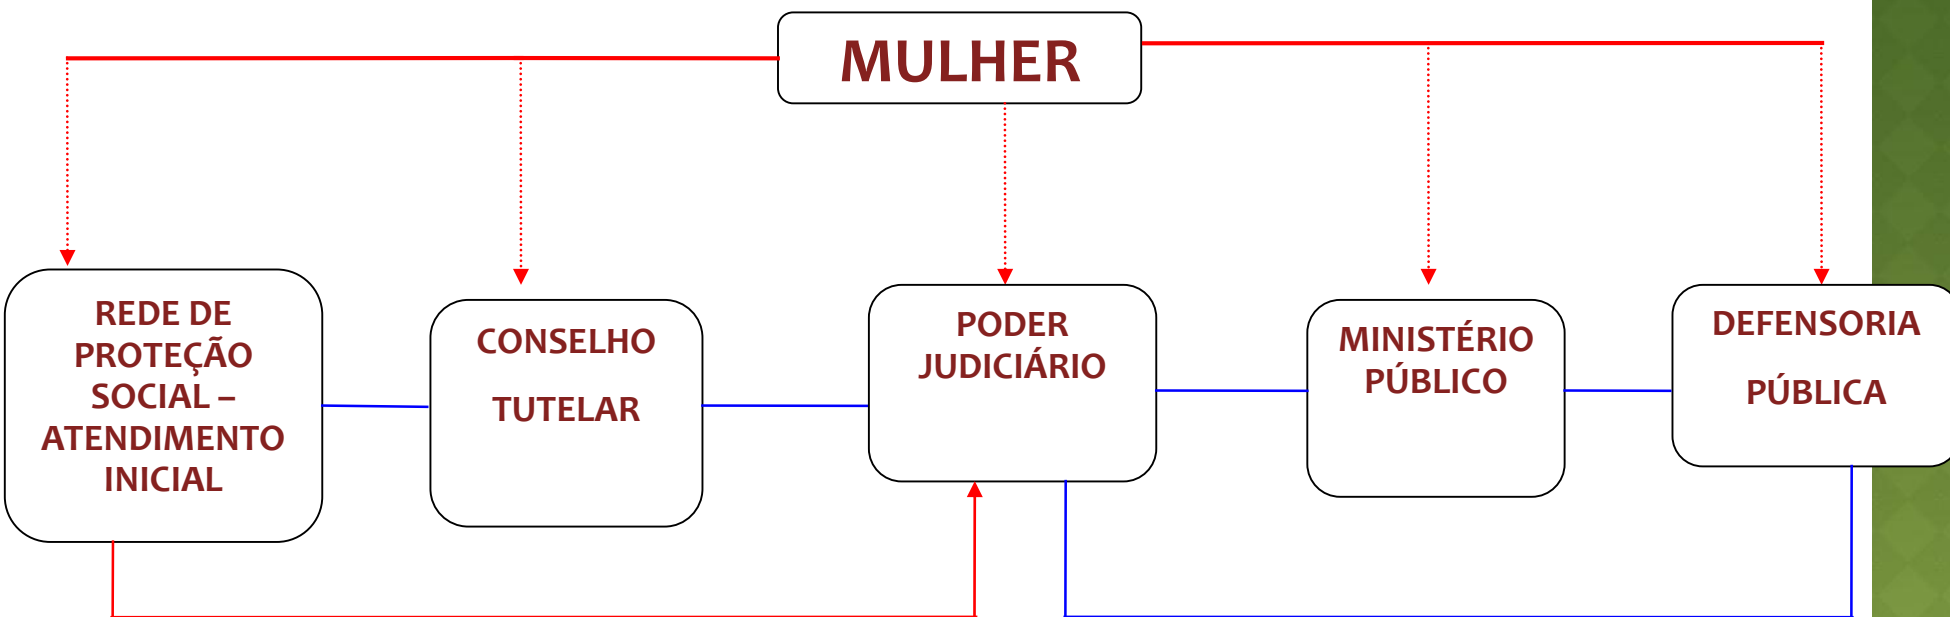 MULHER
REDE DE
PROTEÇÃO
SOCIAL –
ATENDIMENTO
INICIAL
CONSELHO
TUTELAR
PODER
JUDICIÁRIO
MINISTÉRIO
PÚBLICO
DEFENSORIA
PÚBLICA